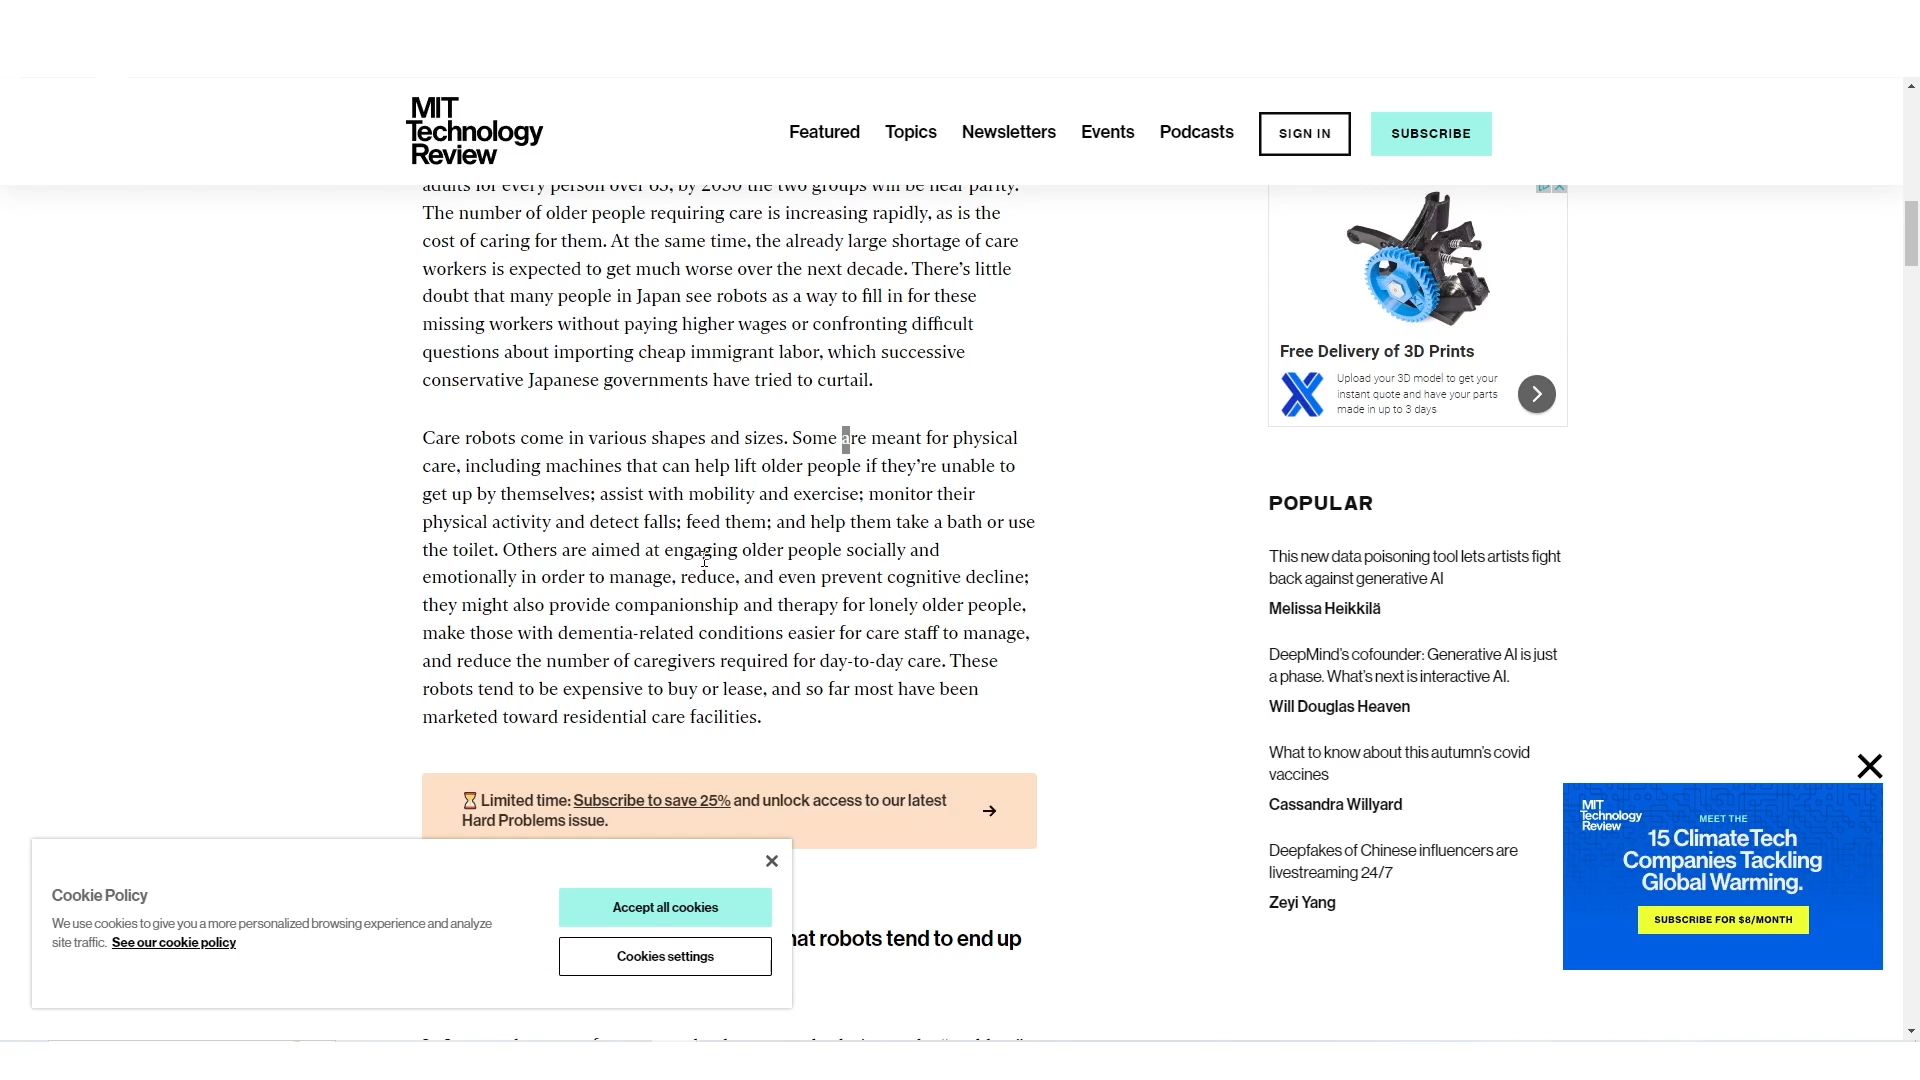 MIT
Technology
Review
Featured
Topics
Newsletters
Events
Podcasts
SIGN IN
SUBSCRIBE
adults for every person over 65, by 2030 the two groups will be near parity.
The number of older people requiring care is increasing rapidly, as is the
cost of caring for them. At the same time, the already large shortage of care
workers is expected to get much worse over the next decade. There’s little
doubt that many people in Japan see robots as a way to fill in for these
missing workers without paying higher wages or confronting difficult
questions about importing cheap immigrant labor, which successive
conservative Japanese governments have tried to curtail.
Care robots come in various shapes and sizes. Some are meant for physical
care, including machines that can help lift older people if they’re unable to
get up by themselves; assist with mobility and exercise; monitor their
physical activity and detect falls; feed them; and help them take a bath or use
the toilet. Others are aimed at engaging older people socially and
emotionally in order to manage, reduce, and even prevent cognitive decline;
they might also provide companionship and therapy for lonely older people,
make those with dementia-related conditions easier for care staff to manage,
and reduce the number of caregivers required for day-to-day care. These
robots tend to be expensive to buy or lease, and so far most have been
marketed toward residential care facilities.
⏳ Limited time: Subscribe to save 25% and unlock access to our latest
Hard Problems issue.
hat robots tend to end up
Free Delivery of 3D Prints
Upload your 3D model to get your
instant quote and have your parts
made in up to 3 days
POPULAR
This new data poisoning tool lets artists fight
back against generative AI
Melissa Heikkilä
DeepMind’s cofounder: Generative AI is just
a phase. What’s next is interactive AI.
Will Douglas Heaven
What to know about this autumn’s covid
vaccines
Cassandra Willyard
Deepfakes of Chinese influencers are
livestreaming 24/7
Zeyi Yang
MIT
Technology
Review
MEET THE
15 ClimateTech
Companies Tackling
Global Warming.
SUBSCRIBE FOR $8/MONTH
Cookie Policy
We use cookies to give you a more personalized browsing experience and analyze
site traffic. See our cookie policy
Accept all cookies
Cookies settings